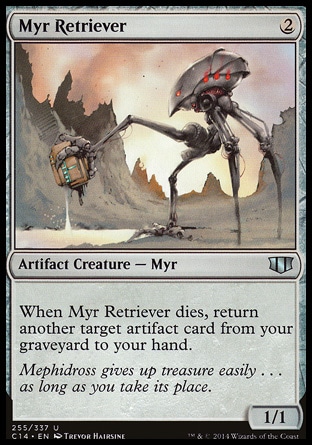 Myr Retriever 2
Artifact Creature — Myr
When Myr Retriever dies, return
another target artifact card from your
graveyard to your hand.
Mephidross gives up treasure easily . . .
as long as you take its place.
1/1
255/337 U
C14 • EN Trevor Hairsine ™ & © 2014 Wizards of the Coast